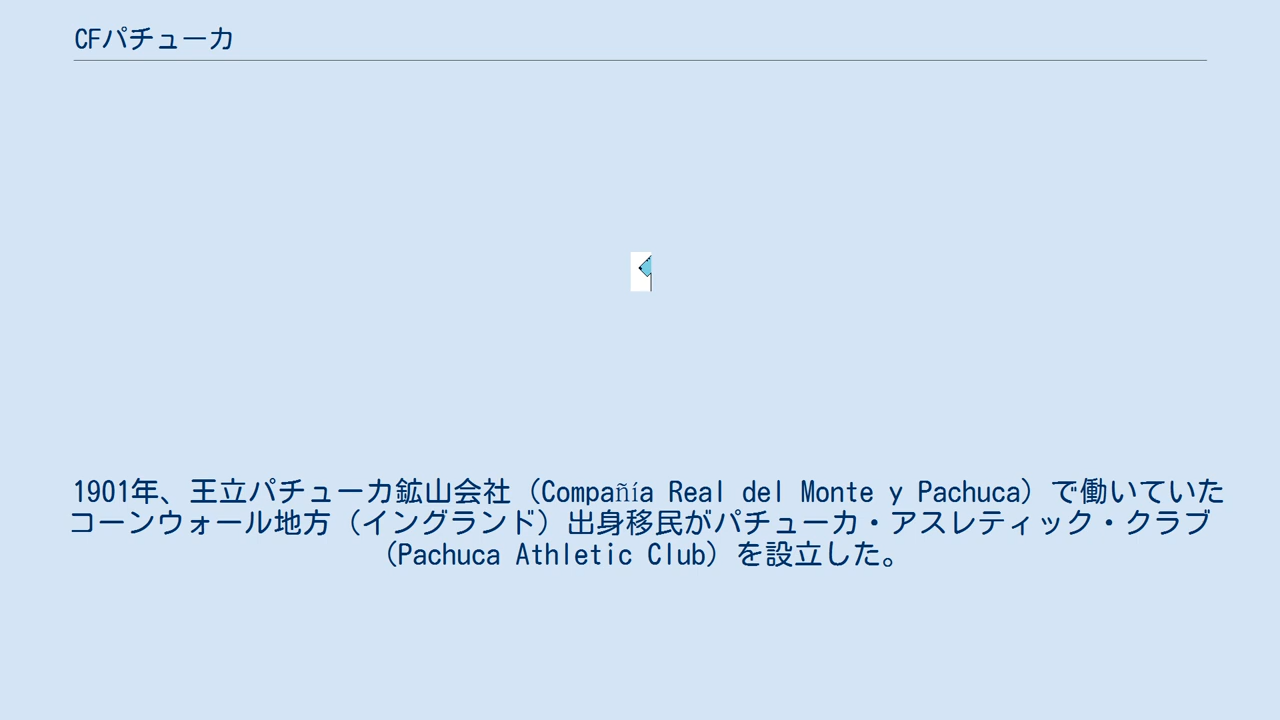 CFパチューカ
1901年、王立パチューカ鉱山会社（Compañía Real del Monte y Pachuca）で働いていた
コーンウォール地方（イングランド）出身移民がパチューカ・アスレティック・クラブ
（Pachuca Athletic Club）を設立した。